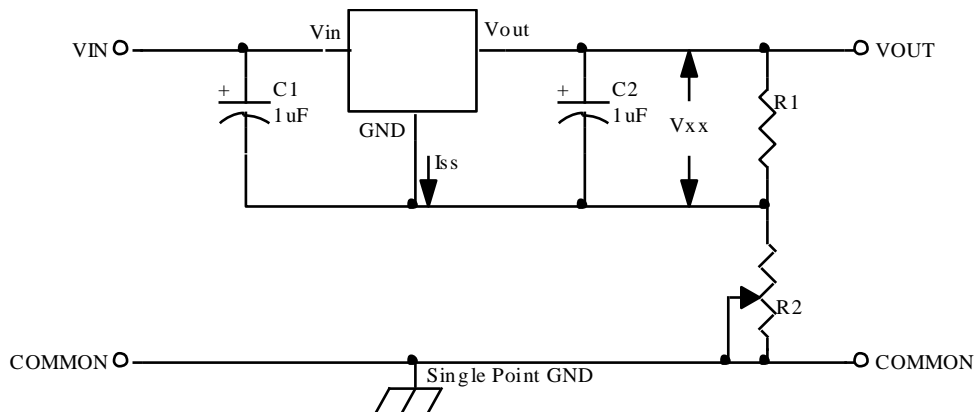 Vin
Vout
VIN
VOUT
+
C1
1uF
+
C2
1uF
R1
GND
Vxx
Iss
R2
COMMON
COMMON
Single Point GND